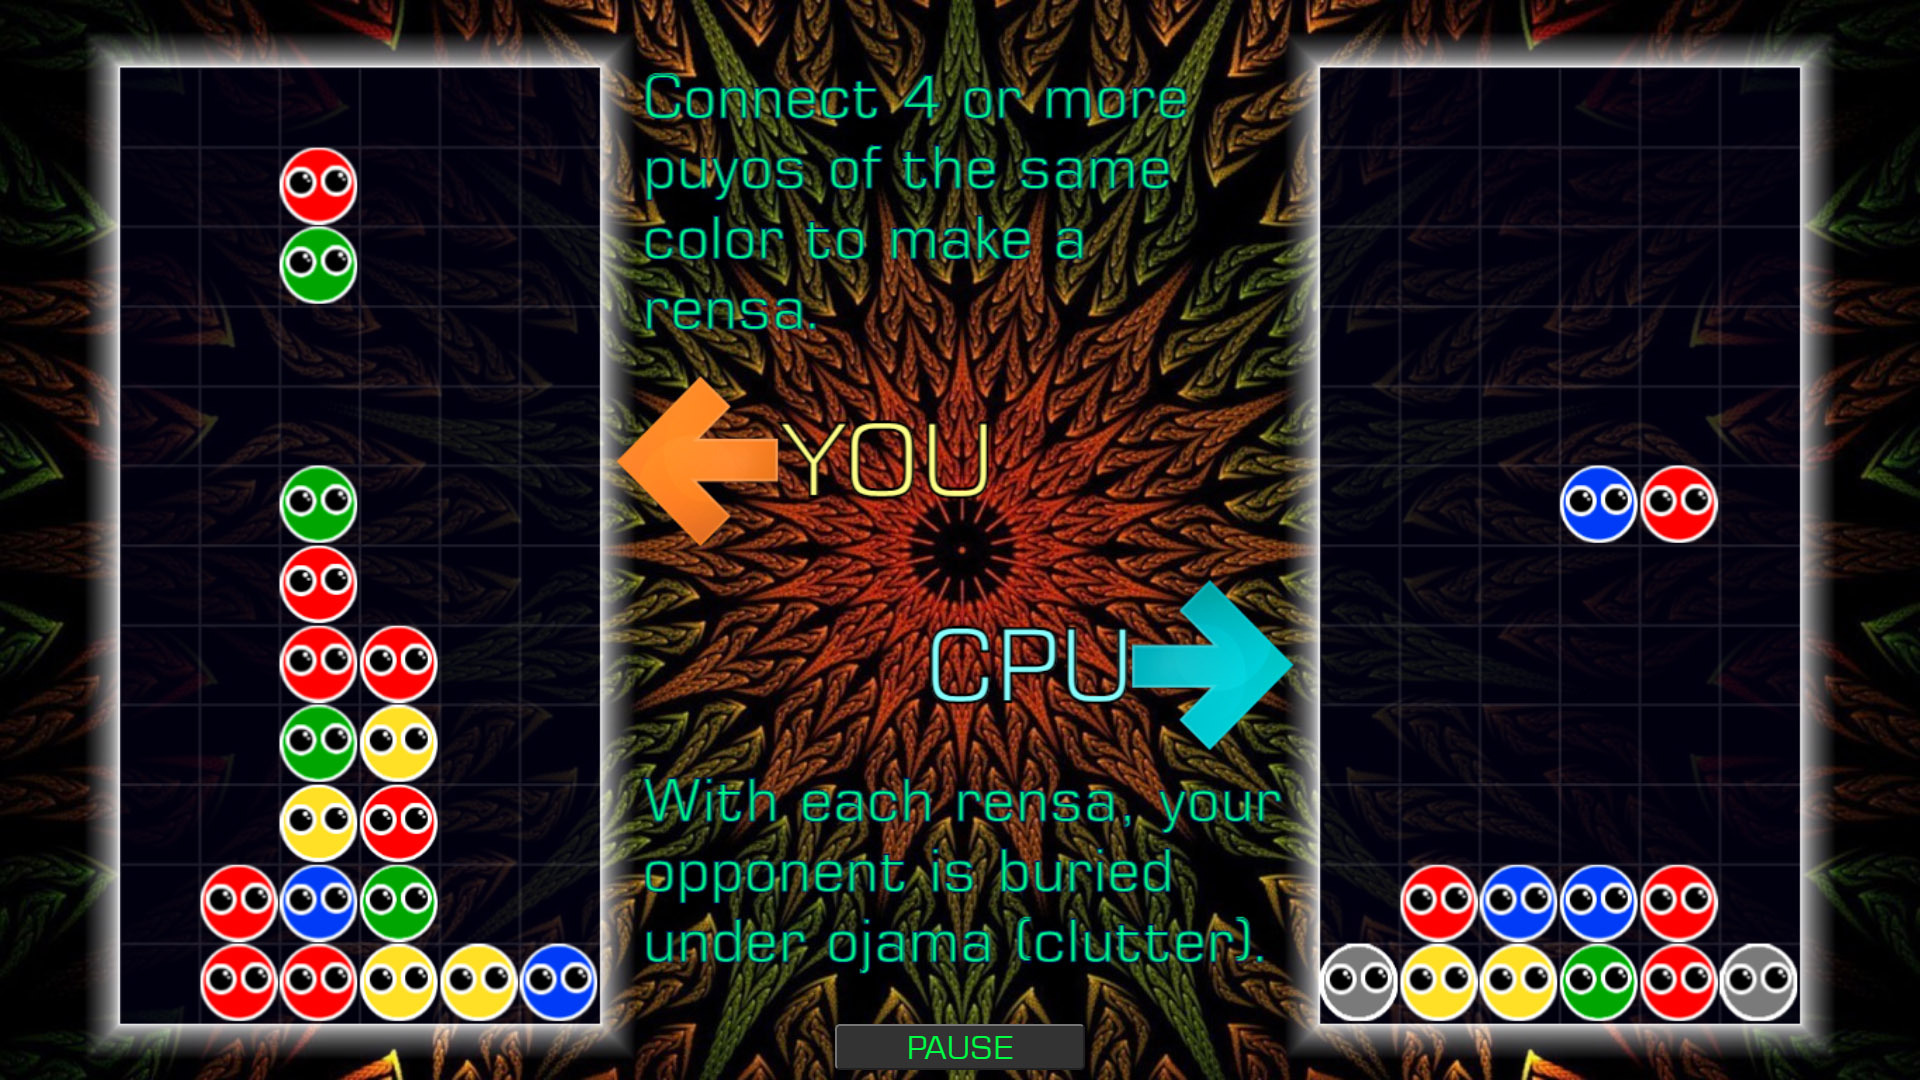 Connect 4 or more
puyos of the same
color to make a
rensa.
YOU
CPU
With each rensa, your
opponent is buried
under ojama (clutter).
PAUSE